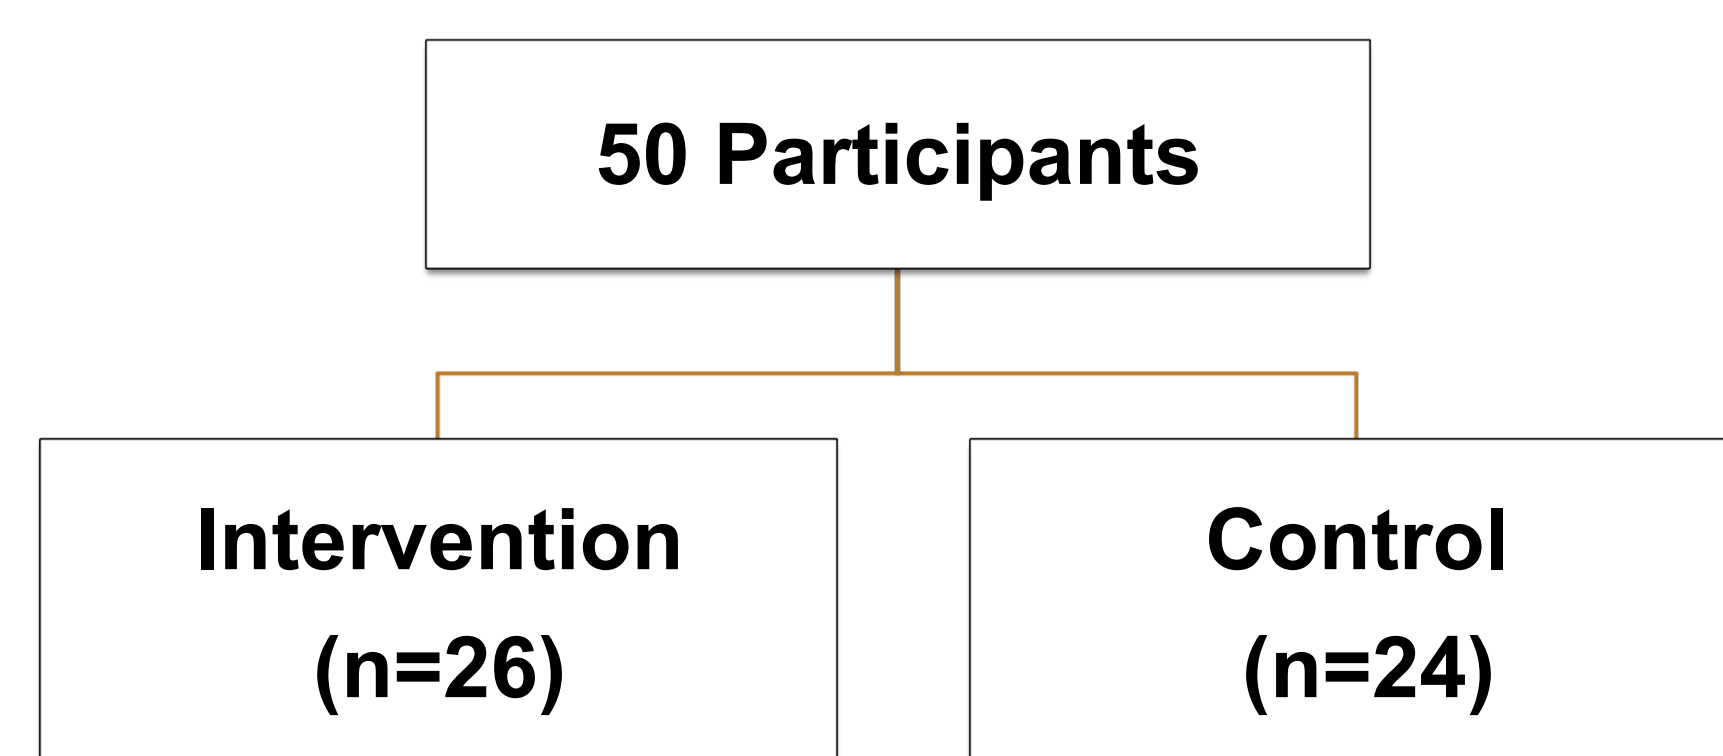 50 Participants
Intervention
(n=26)
Control
(n=24)